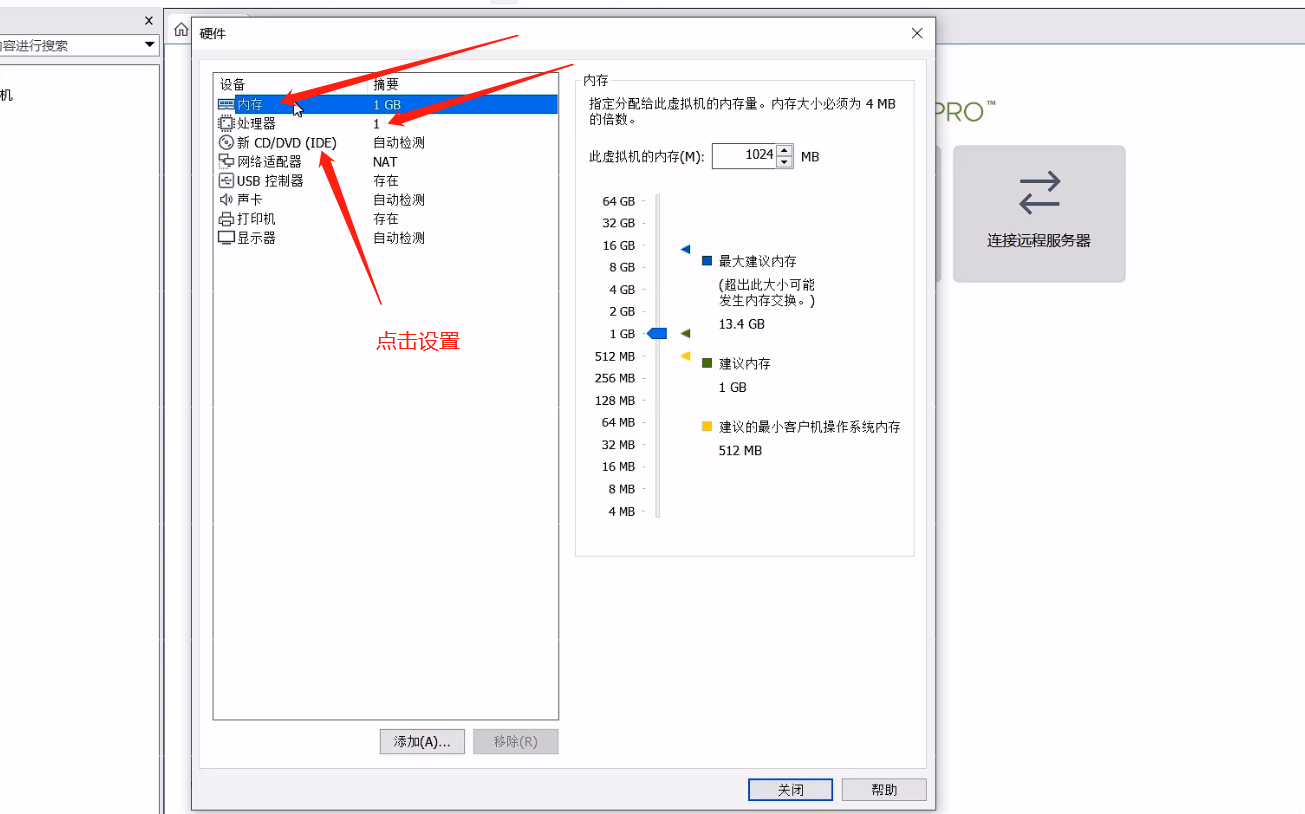 内容进行搜索
机
硬件
设备 摘要
内存 1 GB
处理器 1
新 CD/DVD (IDE) 自动检测
网络适配器 NAT
USB 控制器 存在
声卡 自动检测
打印机 存在
显示器 自动检测
点击设置
添加(A)...
移除(R)
内存
指定分配给此虚拟机的内存量。内存大小必须为 4 MB
的倍数。
此虚拟机的内存(M): 1024 MB
64 GB
32 GB
16 GB
8 GB
4 GB
2 GB
1 GB
512 MB
256 MB
128 MB
64 MB
32 MB
16 MB
8 MB
4 MB
最大建议内存
(超出此大小可能
发生内存交换。)
13.4 GB
建议内存
1 GB
建议的最小客户机操作系统内存
512 MB
关闭
帮助
PRO™
连接远程服务器